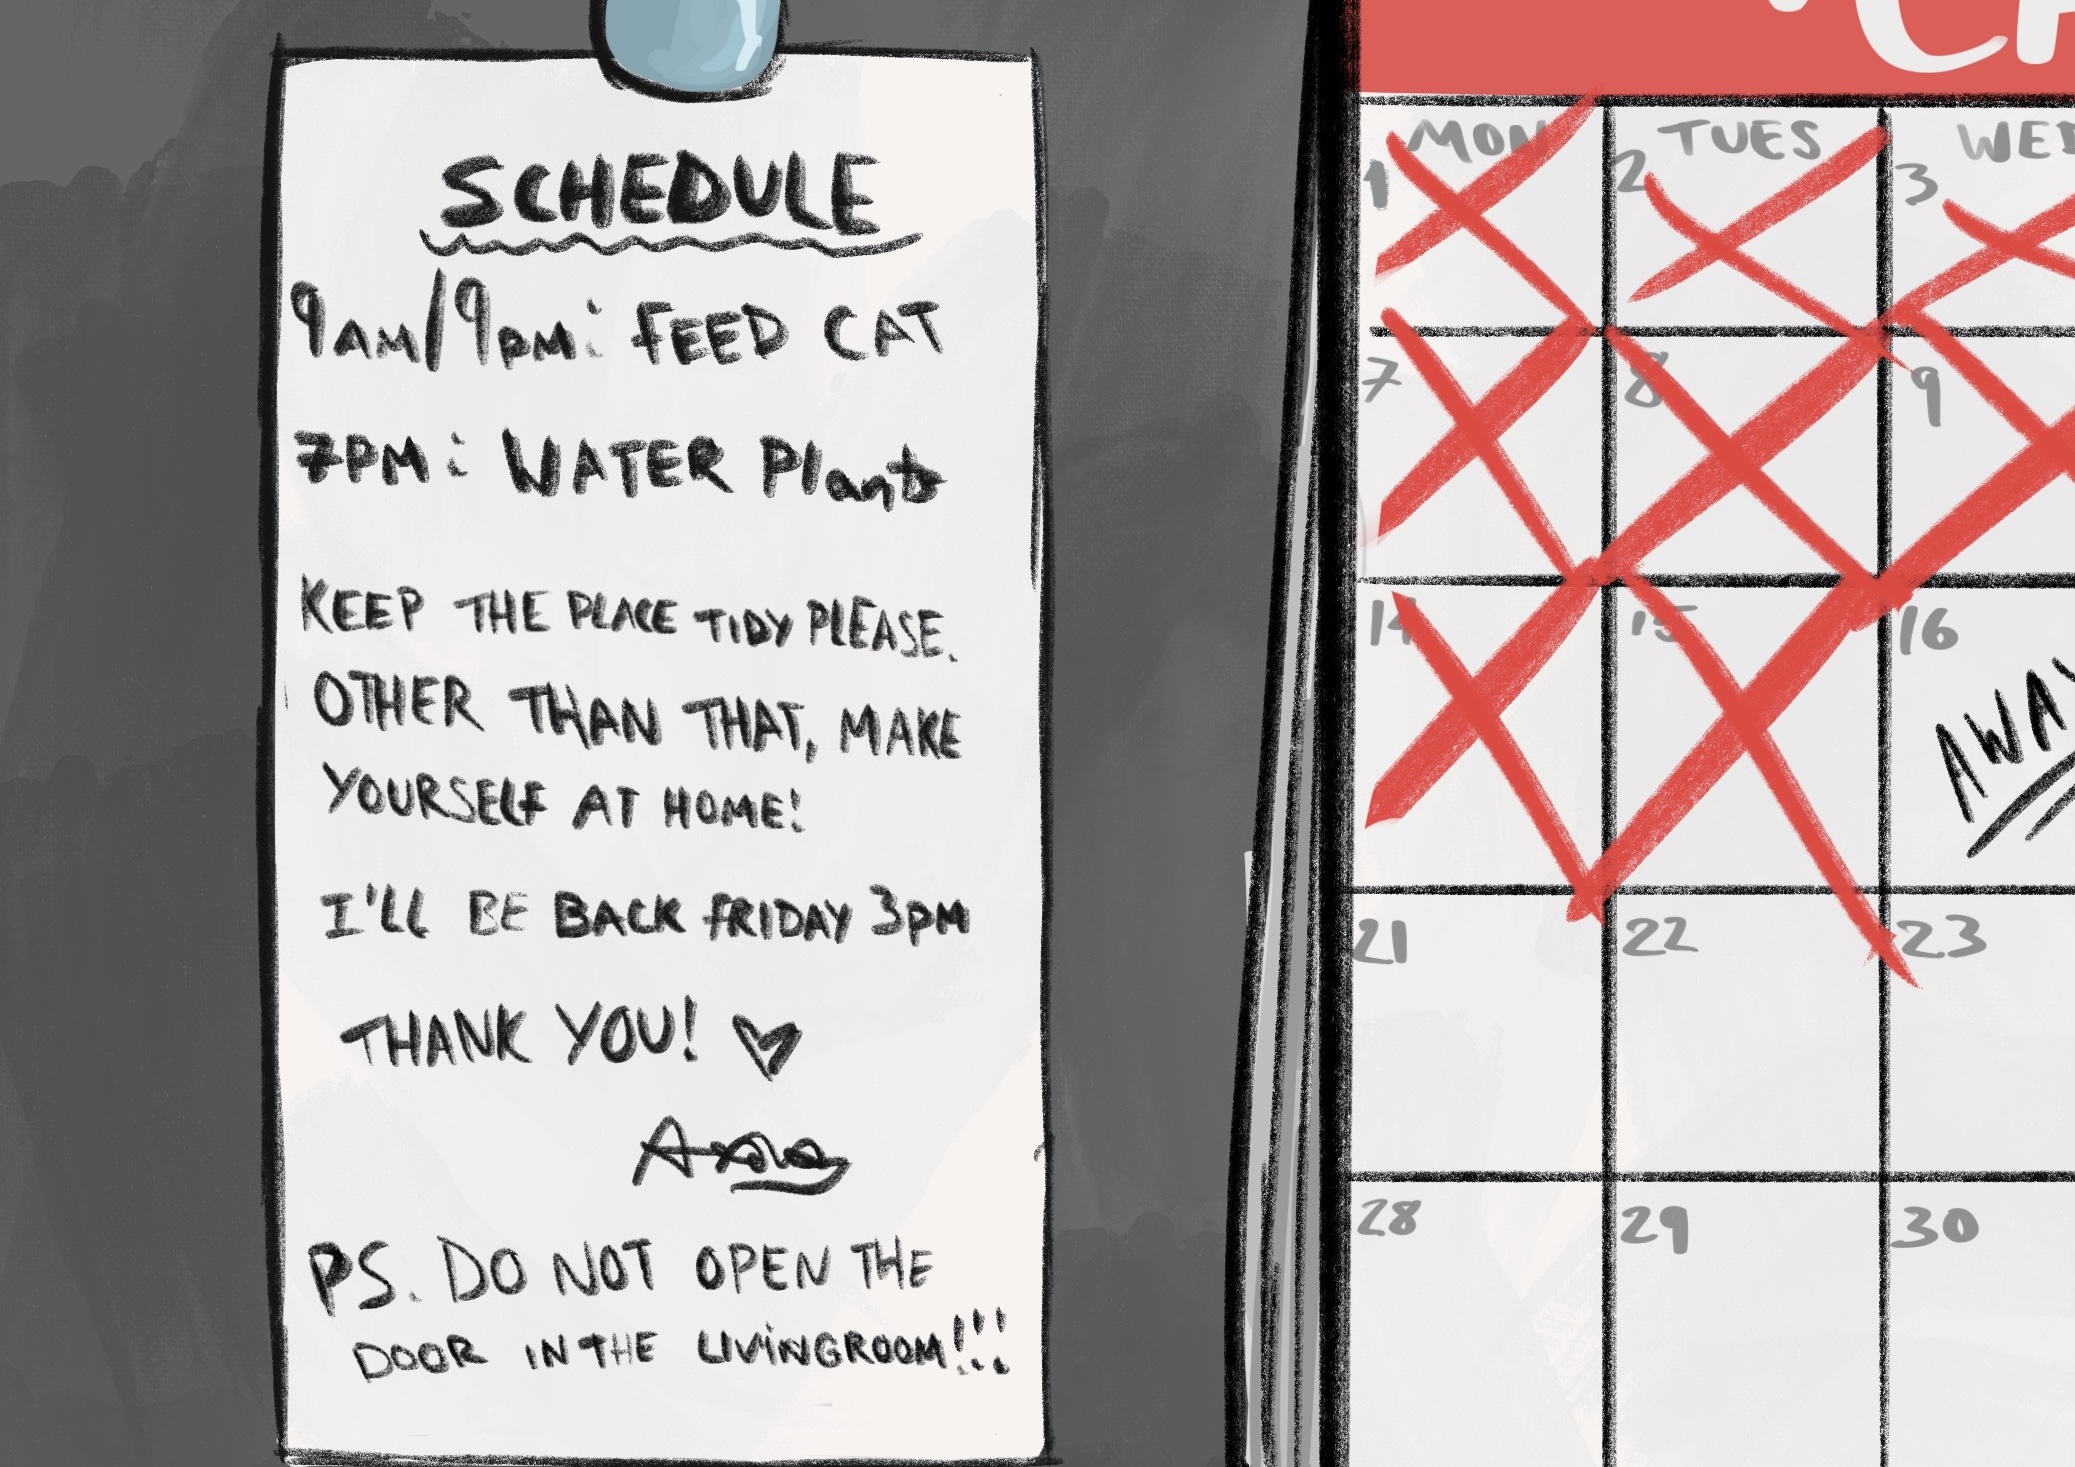 SCHEDULE
9AM/9PM: FEED CAT
7PM: WATER Plants
KEEP THE PLACE TIDY PLEASE.
OTHER THAN THAT, MAKE
YOURSELF AT HOME!
I'LL BE BACK FRIDAY 3PM
THANK YOU! ♥
PS. DO NOT OPEN THE
DOOR IN THE LIVINGROOM!!!
MON TUES WED
1 2 3
7 8 9
14 15 16
AWAY
21 22 23
28 29 30